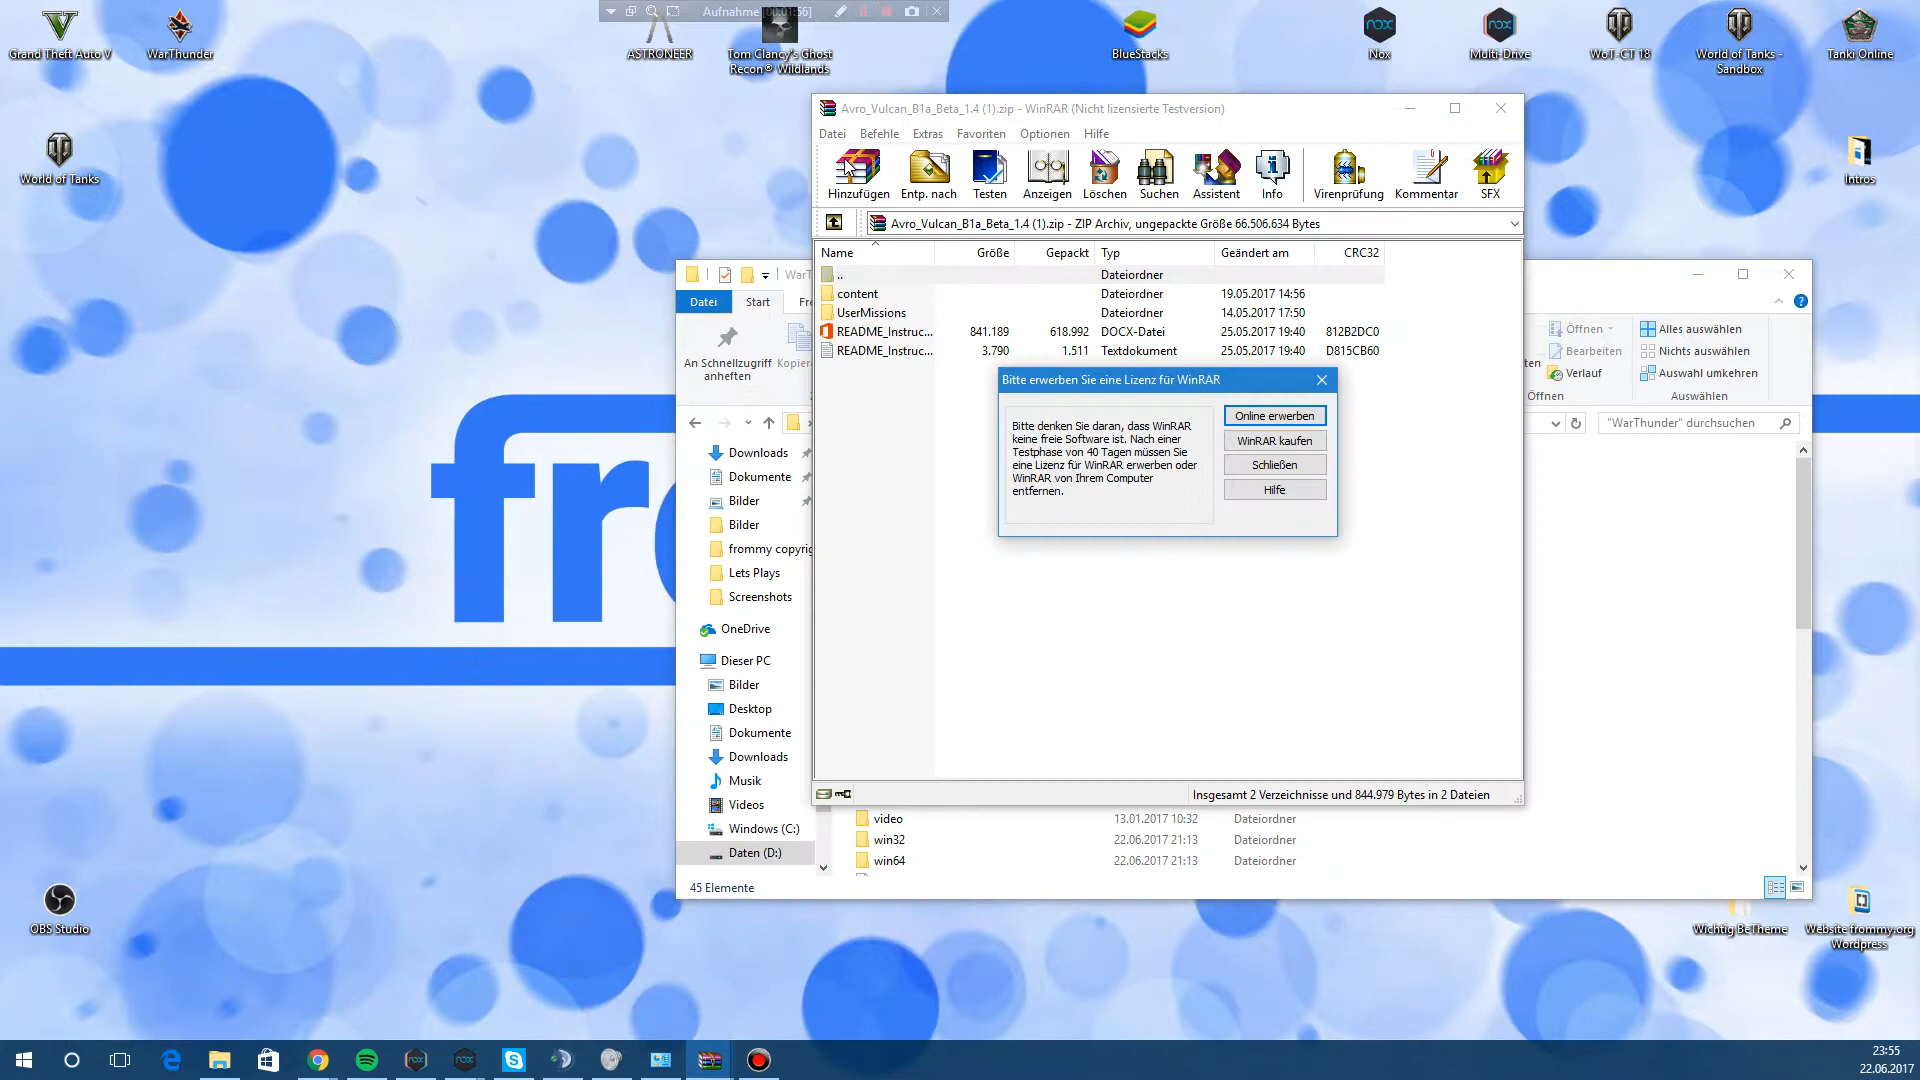 Aufnahme [00:01:56]
Grand Theft Auto V
WarThunder
ASTRONEER
Tom Clancy's Ghost
Recon® Wildlands
BlueStacks
Nox
Multi-Drive
WoT-CT 18
World of Tanks -
Sandbox
Tanki Online
World of Tanks
Intros
Avro_Vulcan_B1a_Beta_1.4 (1).zip - WinRAR (Nicht lizensierte Testversion)
Datei Befehle Extras Favoriten Optionen Hilfe
Hinzufügen Entp. nach Testen Anzeigen Löschen Suchen Assistent Info Virenprüfung Kommentar SFX
Avro_Vulcan_B1a_Beta_1.4 (1).zip - ZIP Archiv, ungepackte Größe 66.506.634 Bytes
Name Größe Gepackt Typ Geändert am CRC32
.. Dateiordner
content Dateiordner 19.05.2017 14:56
UserMissions Dateiordner 14.05.2017 17:50
README_Instruc... 841.189 618.992 DOCX-Datei 25.05.2017 19:40 812B2DC0
README_Instruc... 3.790 1.511 Textdokument 25.05.2017 19:40 D815CB60
Bitte erwerben Sie eine Lizenz für WinRAR
Bitte denken Sie daran, dass WinRAR
keine freie Software ist. Nach einer
Testphase von 40 Tagen müssen Sie
eine Lizenz für WinRAR erwerben oder
WinRAR von Ihrem Computer
entfernen.
Online erwerben
WinRAR kaufen
Schließen
Hilfe
Insgesamt 2 Verzeichnisse und 844.979 Bytes in 2 Dateien
WarT
Datei Start Fre
An Schnellzugriff
anheften
Kopier
Öffnen
Bearbeiten
Verlauf
Öffnen
Alles auswählen
Nichts auswählen
Auswahl umkehren
Auswählen
"WarThunder" durchsuchen
Downloads
Dokumente
Bilder
Bilder
frommy copyri
Lets Plays
Screenshots
OneDrive
Dieser PC
Bilder
Desktop
Dokumente
Downloads
Musik
Videos
Windows (C:)
Daten (D:)
video 13.01.2017 10:32 Dateiordner
win32 22.06.2017 21:13 Dateiordner
win64 22.06.2017 21:13 Dateiordner
45 Elemente
fr
OBS Studio
Wichtig BeTheme
Website frommy.org
Wordpress
23:55
22.06.2017